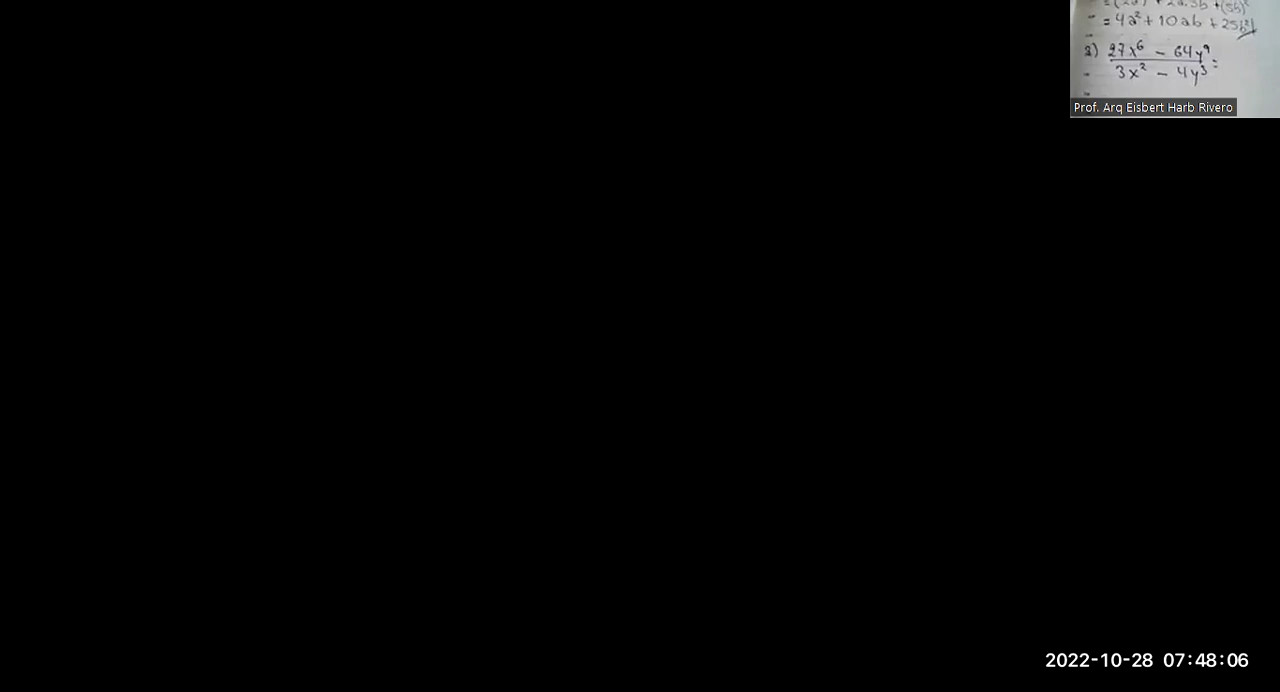 = 4a² + 10ab + 25b²
2) 27x⁶ - 64y⁹
3x² - 4y³ =
Prof. Arq Eisbert Harb Rivero
2022-10-28 07:48:06